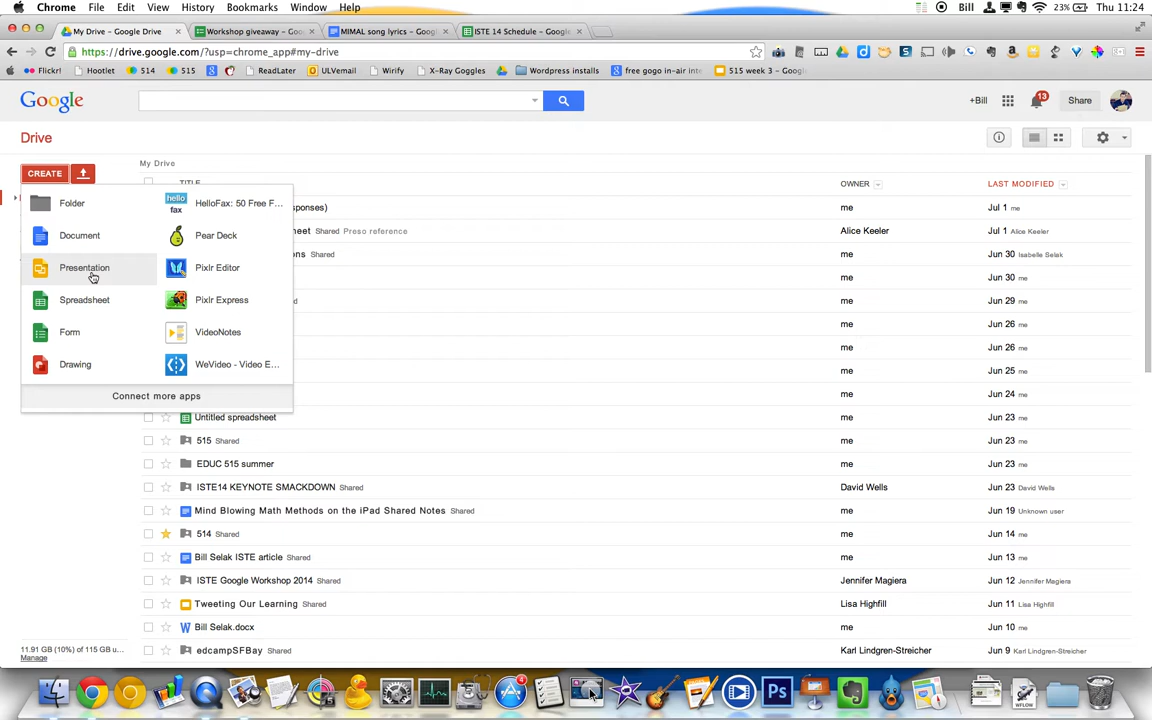 Chrome File Edit View History Bookmarks Window Help Bill 23% Thu 11:24
My Drive - Google Drive Workshop giveaway - Goog MIMAL song lyrics - Google ISTE 14 Schedule - Google
https://drive.google.com/?usp=chrome_app#my-drive
Flickr! Hootlet 514 515 ReadLater ULVemail Wirify X-Ray Goggles Wordpress installs free gogo in-air inte 515 week 3 - Goog
Google +Bill 13 Share
Drive
CREATE My Drive
TITLE OWNER LAST MODIFIED
Folder HelloFax: 50 Free F... sponses) me Jul 1 me
Document Pear Deck eet Shared Preso reference Alice Keeler Jul 1 Alice Keeler
ons Shared me Jun 30 Isabelle Selak
Presentation Pixlr Editor me Jun 30 me
Spreadsheet Pixlr Express me Jun 29 me
me Jun 26 me
Form VideoNotes me Jun 26 me
Drawing WeVideo - Video E... me Jun 25 me
Connect more apps me Jun 24 me
Untitled spreadsheet me Jun 23 me
515 Shared me Jun 23 me
EDUC 515 summer me Jun 23 me
ISTE14 KEYNOTE SMACKDOWN Shared David Wells Jun 23 David Wells
Mind Blowing Math Methods on the iPad Shared Notes Shared me Jun 19 Unknown user
514 Shared me Jun 14 me
Bill Selak ISTE article Shared me Jun 13 me
ISTE Google Workshop 2014 Shared Jennifer Magiera Jun 12 Jennifer Magiera
Tweeting Our Learning Shared Lisa Highfill Jun 11 Lisa Highfill
Bill Selak.docx me Jun 10 me
11.91 GB (10%) of 115 GB u... edcampSFBay Shared Karl Lindgren-Streicher Jun 9 Karl Lindgren-Streicher
Manage